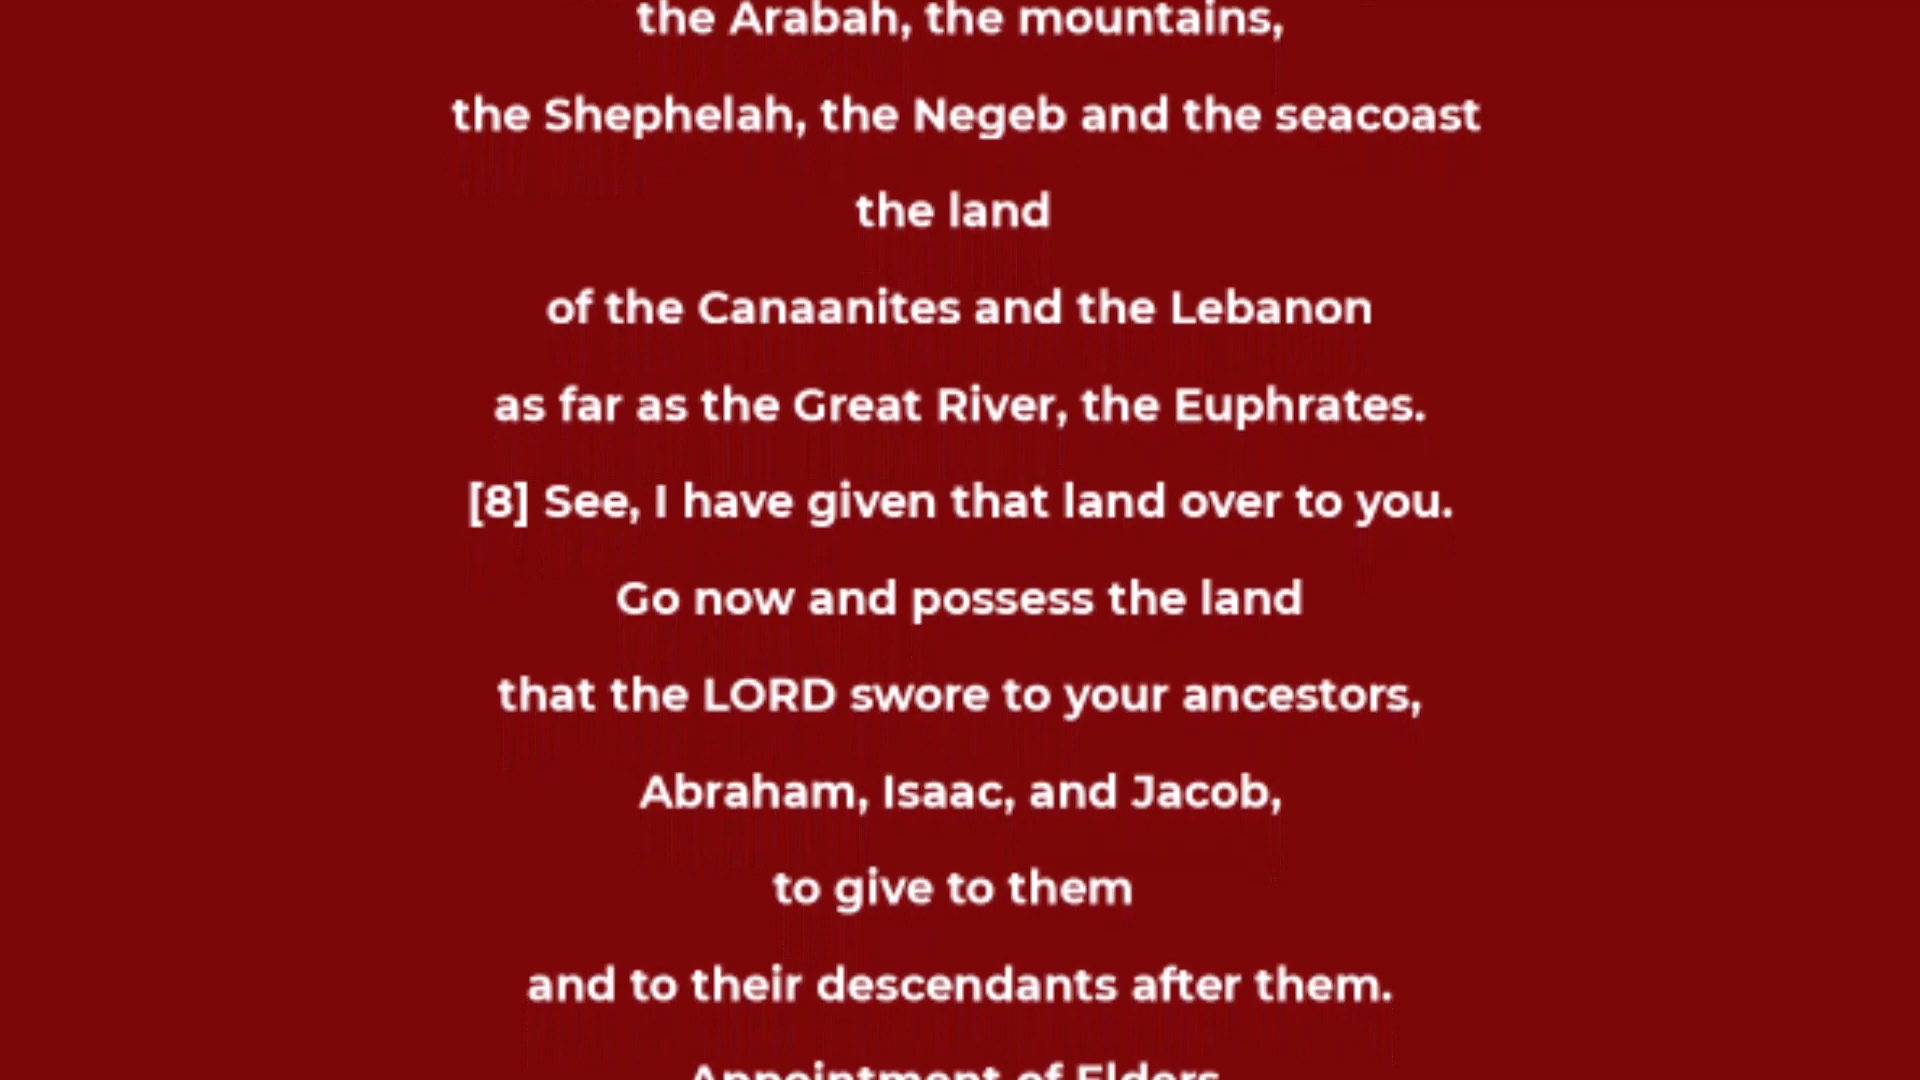 the Arabah, the mountains,
the Shephelah, the Negeb and the seacoast
the land
of the Canaanites and the Lebanon
as far as the Great River, the Euphrates.
[8] See, I have given that land over to you.
Go now and possess the land
that the LORD swore to your ancestors,
Abraham, Isaac, and Jacob,
to give to them
and to their descendants after them.
Appointment of Elders